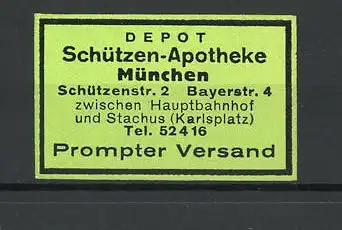 DEPOT
Schützen-Apotheke
München
Schützenstr. 2 Bayerstr. 4
zwischen Hauptbahnhof
und Stachus (Karlsplatz)
Tel. 52416
Prompter Versand